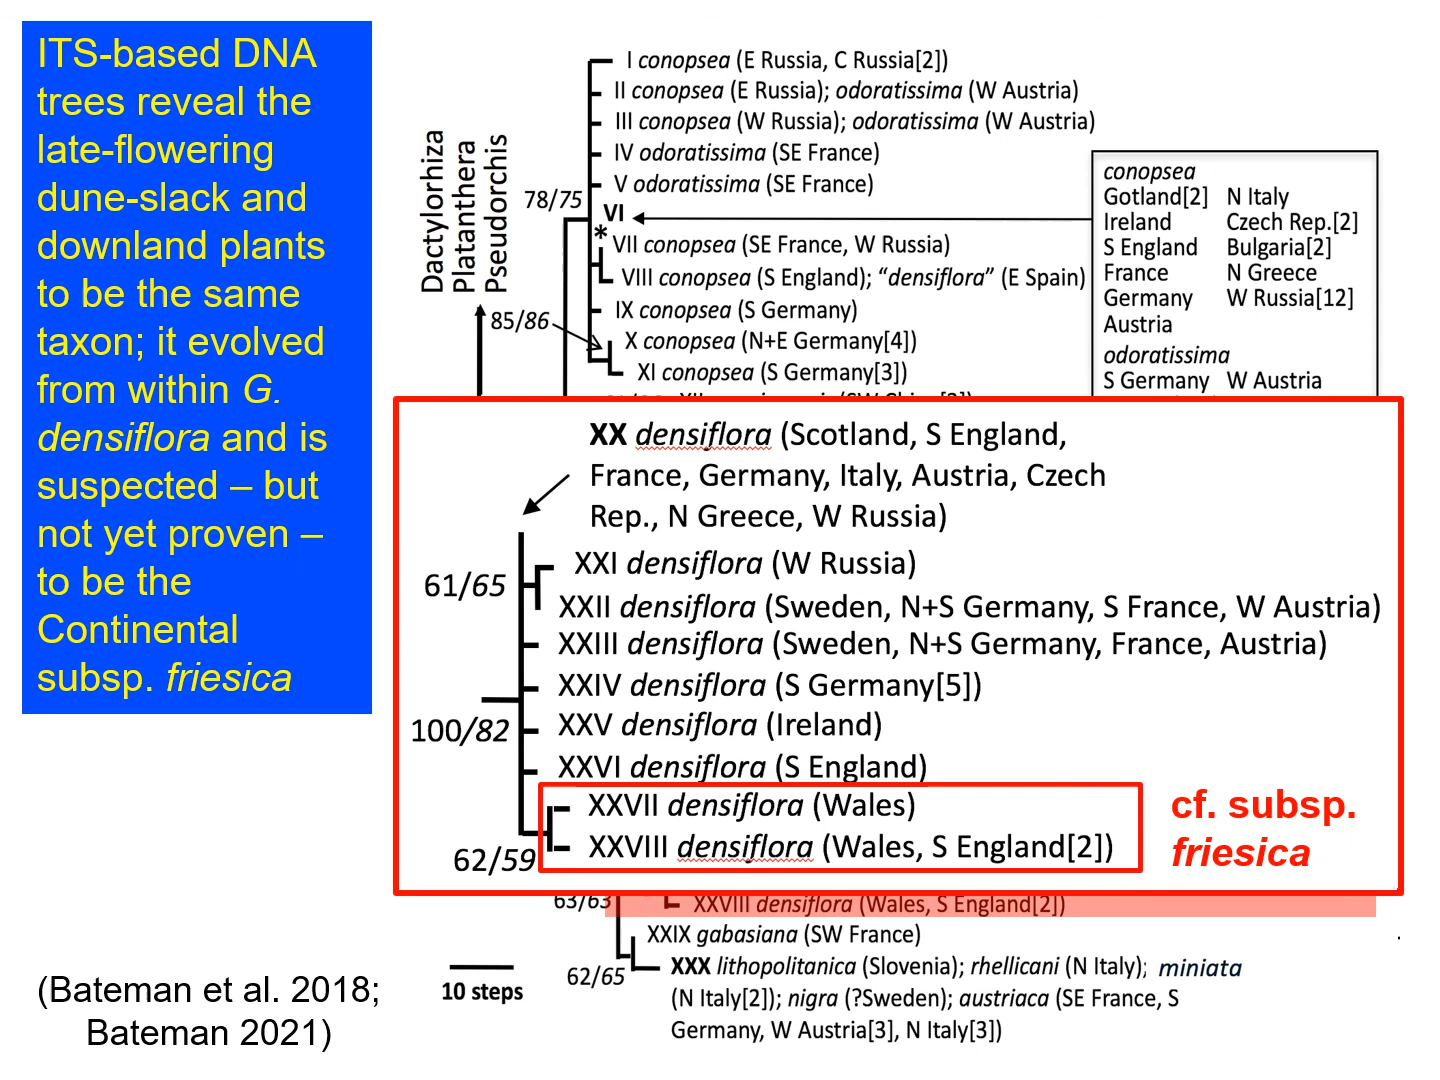 ITS-based DNA
trees reveal the
late-flowering
dune-slack and
downland plants
to be the same
taxon; it evolved
from within G.
densiflora and is
suspected – but
not yet proven –
to be the
Continental
subsp. friesica
(Bateman et al. 2018;
Bateman 2021)
Dactylorhiza
Platanthera
Pseudorchis
I conopsea (E Russia, C Russia[2])
II conopsea (E Russia); odoratissima (W Austria)
III conopsea (W Russia); odoratissima (W Austria)
IV odoratissima (SE France)
V odoratissima (SE France)
78/75
VI
*
VII conopsea (SE France, W Russia)
VIII conopsea (S England); “densiflora” (E Spain)
IX conopsea (S Germany)
85/86
X conopsea (N+E Germany[4])
XI conopsea (S Germany[3])
conopsea
Gotland[2] N Italy
Ireland Czech Rep.[2]
S England Bulgaria[2]
France N Greece
Germany W Russia[12]
Austria
odoratissima
S Germany W Austria
XX densiflora (Scotland, S England,
France, Germany, Italy, Austria, Czech
Rep., N Greece, W Russia)
61/65
XXI densiflora (W Russia)
XXII densiflora (Sweden, N+S Germany, S France, W Austria)
XXIII densiflora (Sweden, N+S Germany, France, Austria)
XXIV densiflora (S Germany[5])
100/82
XXV densiflora (Ireland)
XXVI densiflora (S England)
XXVII densiflora (Wales)
XXVIII densiflora (Wales, S England[2])
62/59
cf. subsp.
friesica
63/63
XXVIII densiflora (Wales, S England[2])
XXIX gabasiana (SW France)
62/65
XXX lithopolitanica (Slovenia); rhellicani (N Italy); miniata
(N Italy[2]); nigra (?Sweden); austriaca (SE France, S
Germany, W Austria[3], N Italy[3])
10 steps